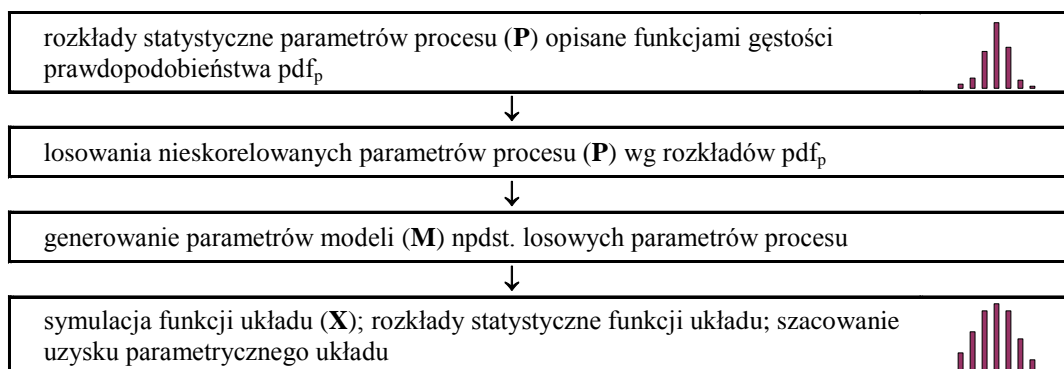 rozkłady statystyczne parametrów procesu (P) opisane funkcjami gęstości
prawdopodobieństwa pdfp
losowania nieskorelowanych parametrów procesu (P) wg rozkładów pdfp
generowanie parametrów modeli (M) npdst. losowych parametrów procesu
symulacja funkcji układu (X); rozkłady statystyczne funkcji układu; szacowanie
uzysku parametrycznego układu